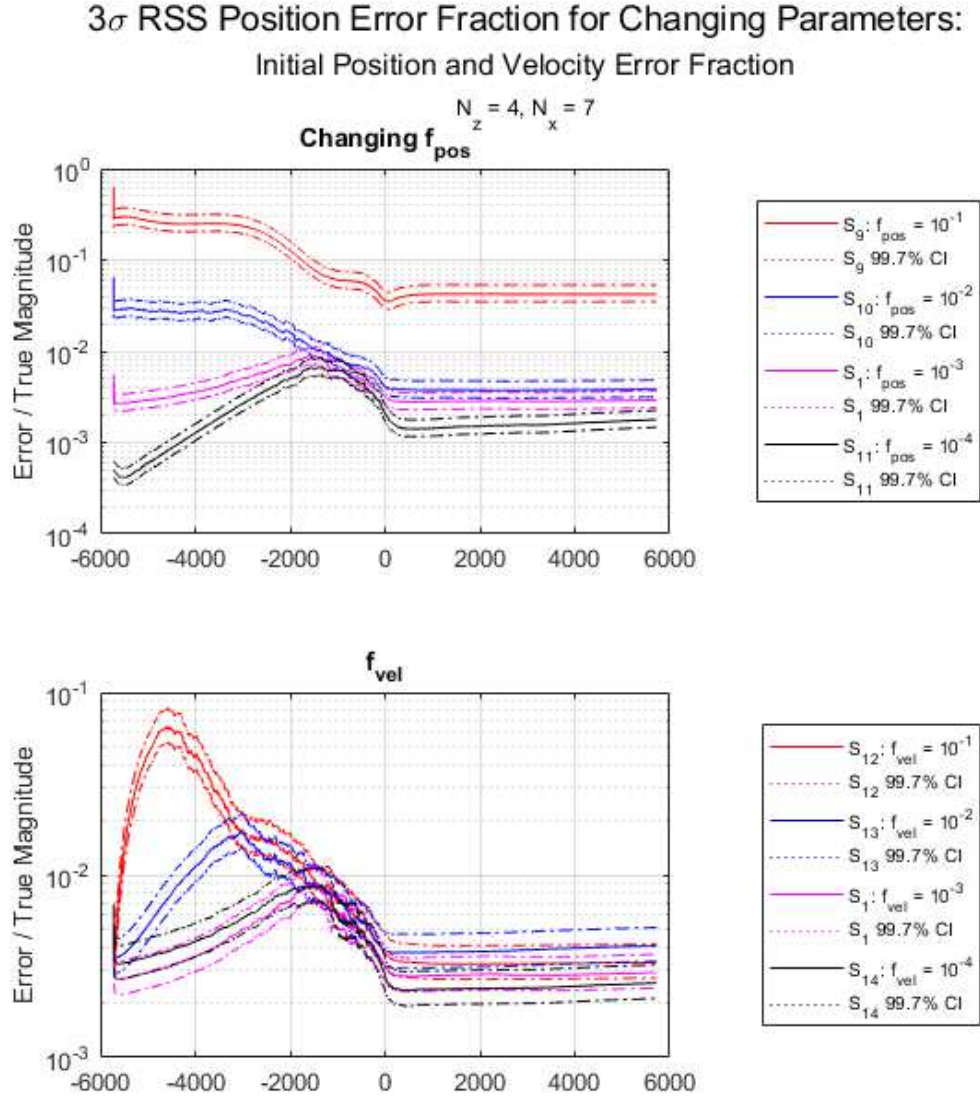 3σ RSS Position Error Fraction for Changing Parameters:
Initial Position and Velocity Error Fraction
N_z = 4, N_x = 7
Changing f_pos
Error / True Magnitude
10^0
10^-1
10^-2
10^-3
10^-4
-6000 -4000 -2000 0 2000 4000 6000
S_9: f_pos = 10^-1
S_9 99.7% CI
S_10: f_pos = 10^-2
S_10 99.7% CI
S_1: f_pos = 10^-3
S_1 99.7% CI
S_11: f_pos = 10^-4
S_11 99.7% CI
f_vel
Error / True Magnitude
10^-1
10^-2
10^-3
-6000 -4000 -2000 0 2000 4000 6000
S_12: f_vel = 10^-1
S_12 99.7% CI
S_13: f_vel = 10^-2
S_13 99.7% CI
S_1: f_vel = 10^-3
S_1 99.7% CI
S_14: f_vel = 10^-4
S_14 99.7% CI